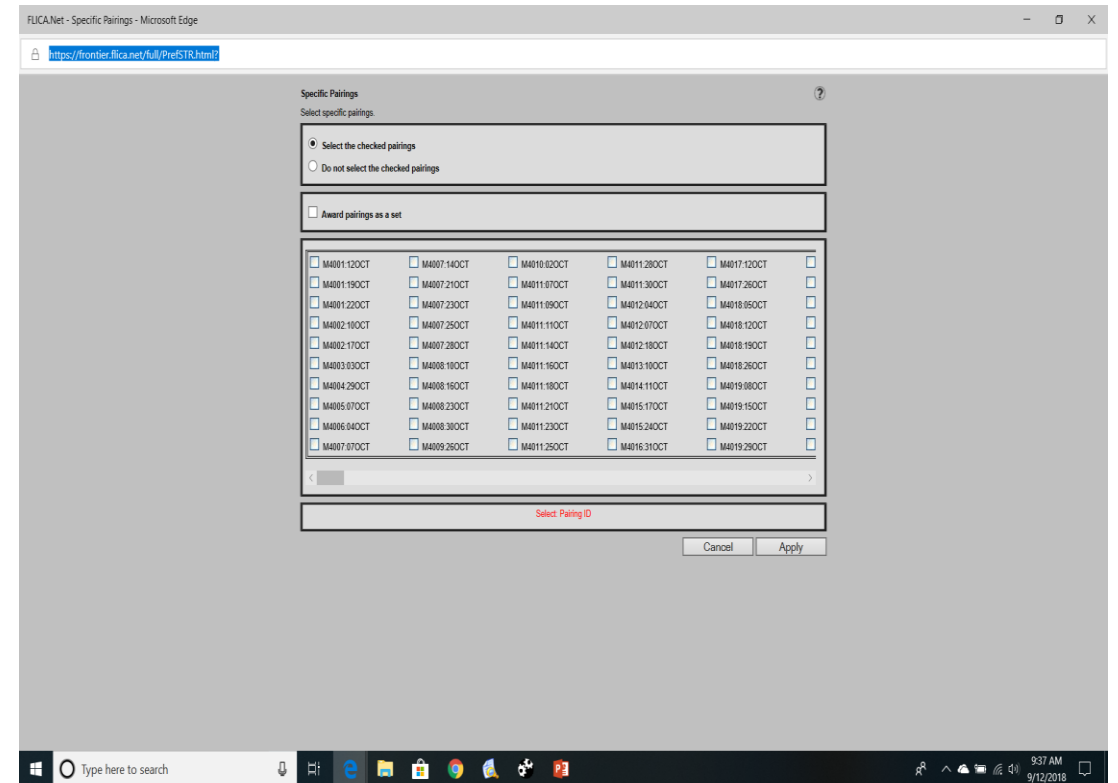 FLICA.Net - Specific Pairings - Microsoft Edge
https://frontier.flica.net/full/PrefSTR.html?
Specific Pairings
Select specific pairings.
Select the checked pairings
Do not select the checked pairings
Award pairings as a set
M4001:12OCT M4007:14OCT M4010:02OCT M4011:28OCT M4017:12OCT
M4001:19OCT M4007:21OCT M4011:07OCT M4011:30OCT M4017:26OCT
M4001:22OCT M4007:23OCT M4011:09OCT M4012:04OCT M4018:05OCT
M4002:10OCT M4007:25OCT M4011:11OCT M4012:07OCT M4018:12OCT
M4002:17OCT M4007:28OCT M4011:14OCT M4012:18OCT M4018:19OCT
M4003:03OCT M4008:10OCT M4011:16OCT M4013:10OCT M4018:26OCT
M4004:29OCT M4008:16OCT M4011:18OCT M4014:11OCT M4019:08OCT
M4005:07OCT M4008:23OCT M4011:21OCT M4015:17OCT M4019:15OCT
M4006:04OCT M4008:30OCT M4011:23OCT M4015:24OCT M4019:22OCT
M4007:07OCT M4009:26OCT M4011:25OCT M4016:31OCT M4019:29OCT
Select: Pairing ID
Cancel Apply
Type here to search
9:37 AM
9/12/2018